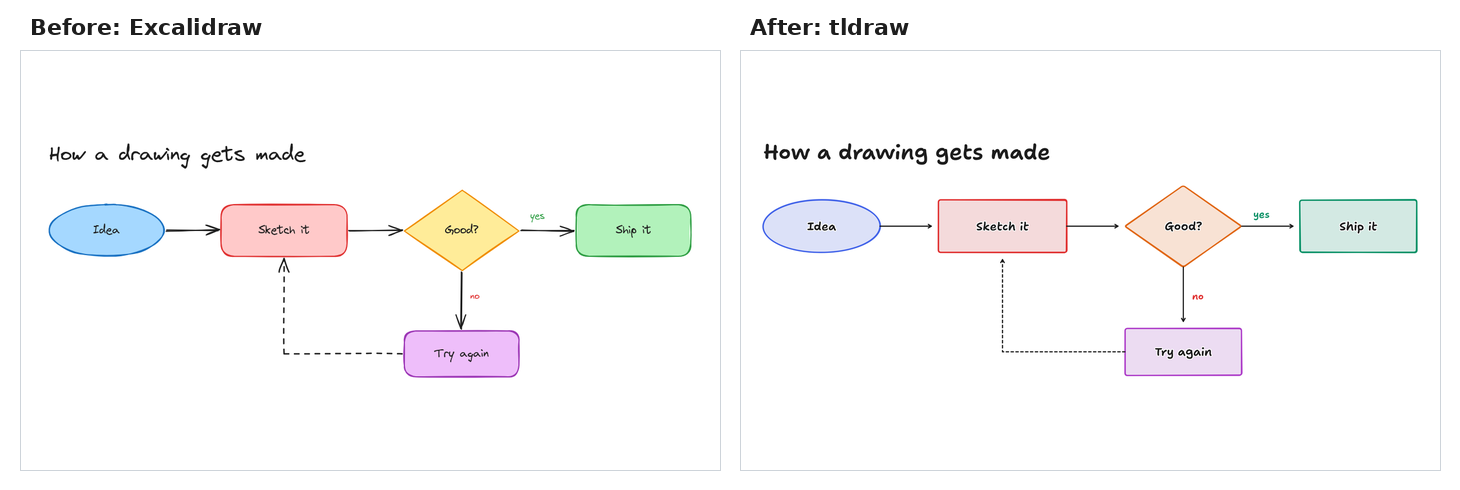 Before: Excalidraw
How a drawing gets made
Idea
Sketch it
Good?
yes
Ship it
no
Try again
After: tldraw
How a drawing gets made
Idea
Sketch it
Good?
yes
Ship it
no
Try again